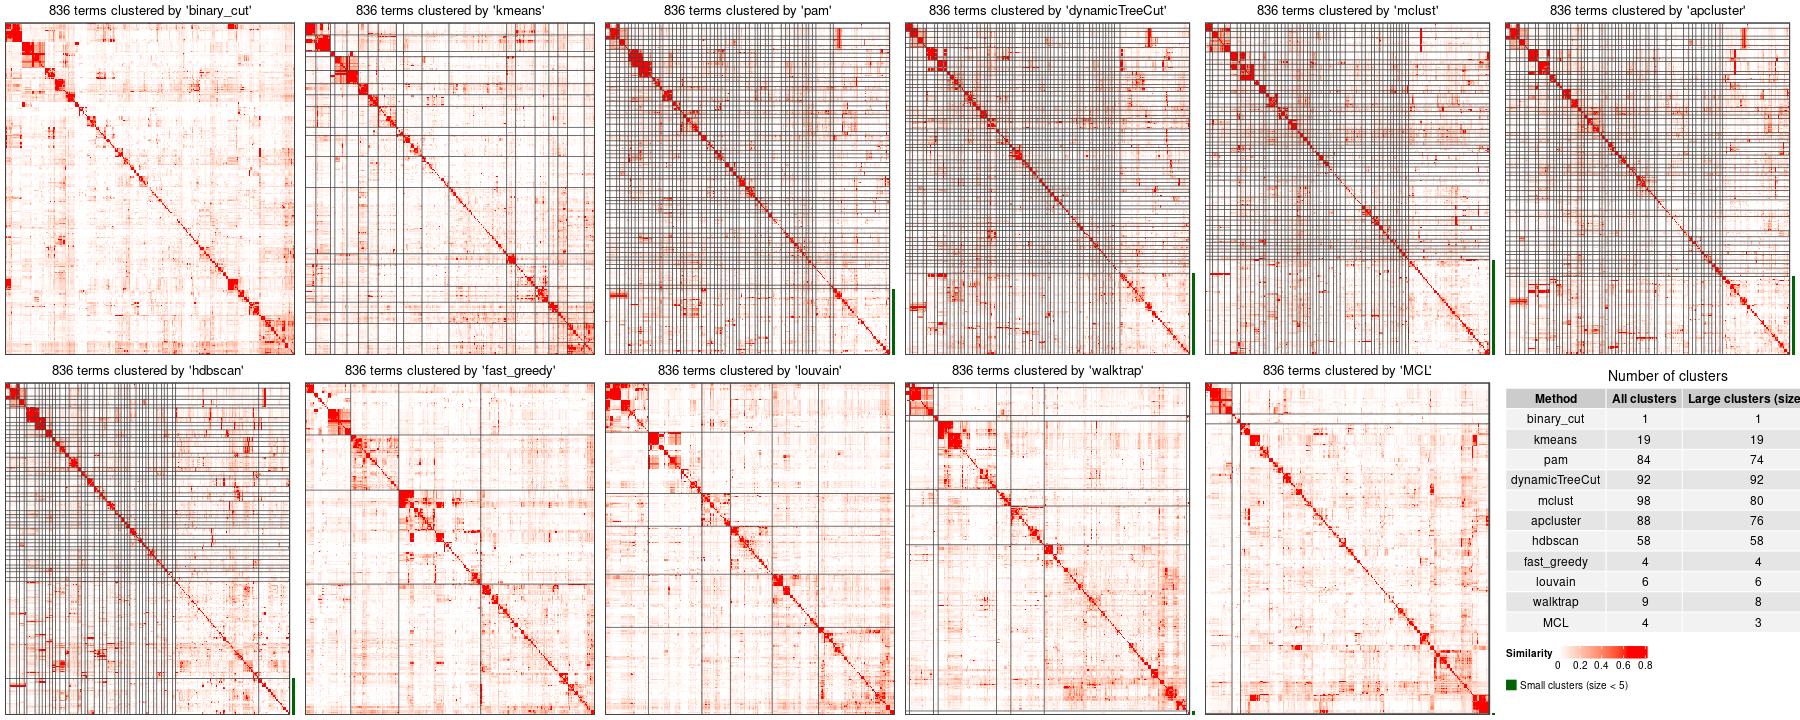 836 terms clustered by 'binary_cut'
836 terms clustered by 'kmeans'
836 terms clustered by 'pam'
836 terms clustered by 'dynamicTreeCut'
836 terms clustered by 'mclust'
836 terms clustered by 'apcluster'
836 terms clustered by 'hdbscan'
836 terms clustered by 'fast_greedy'
836 terms clustered by 'louvain'
836 terms clustered by 'walktrap'
836 terms clustered by 'MCL'
Number of clusters
Method All clusters Large clusters (size
binary_cut 1 1
kmeans 19 19
pam 84 74
dynamicTreeCut 92 92
mclust 98 80
apcluster 88 76
hdbscan 58 58
fast_greedy 4 4
louvain 6 6
walktrap 9 8
MCL 4 3
Similarity
0 0.2 0.4 0.6 0.8
Small clusters (size < 5)